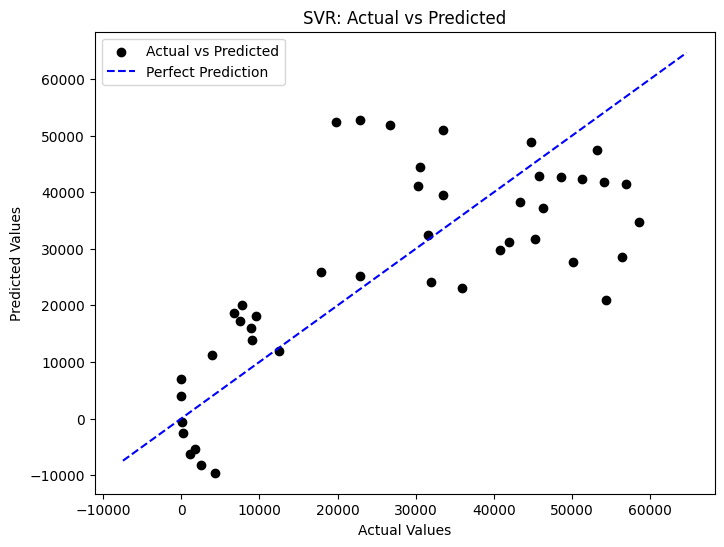 SVR: Actual vs Predicted
Actual vs Predicted
Perfect Prediction
Predicted Values
60000
50000
40000
30000
20000
10000
0
−10000
−10000 0 10000 20000 30000 40000 50000 60000
Actual Values